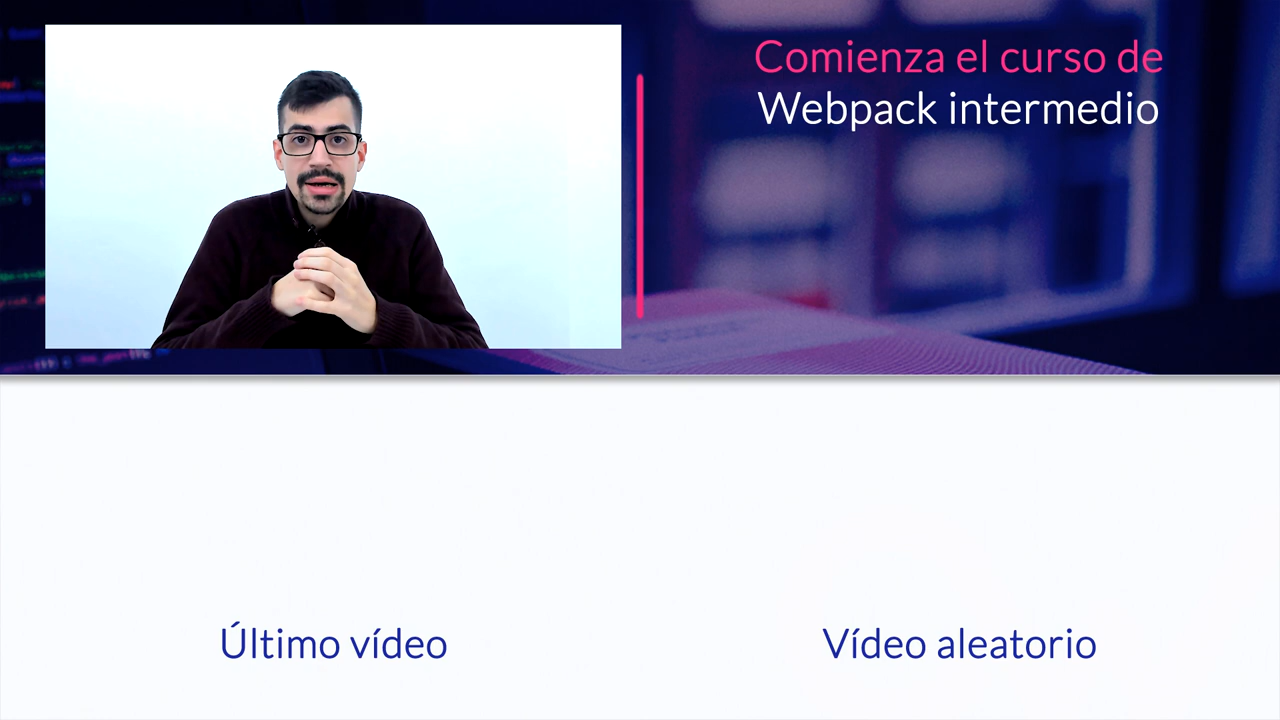 Comienza el curso de
Webpack intermedio
Último vídeo
Vídeo aleatorio